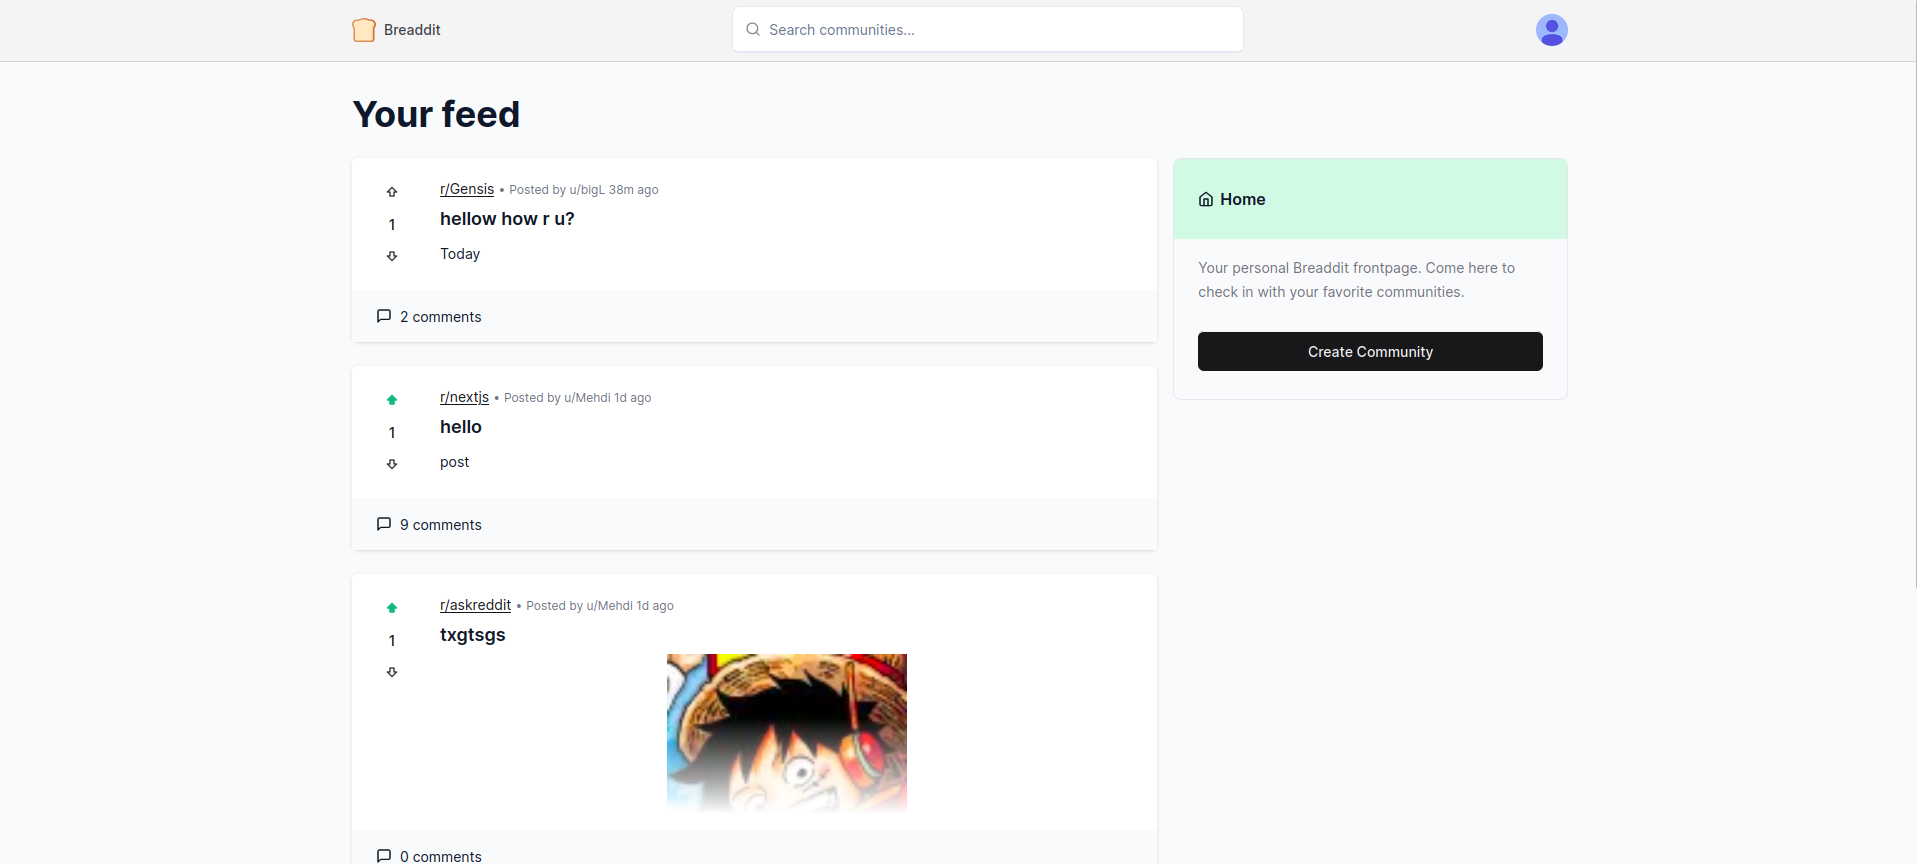 Breaddit
Search communities...
Your feed
r/Gensis • Posted by u/bigL 38m ago
hellow how r u?
1
Today
2 comments
r/nextjs • Posted by u/Mehdi 1d ago
hello
1
post
9 comments
r/askreddit • Posted by u/Mehdi 1d ago
txgtsgs
1
0 comments
Home
Your personal Breaddit frontpage. Come here to
check in with your favorite communities.
Create Community